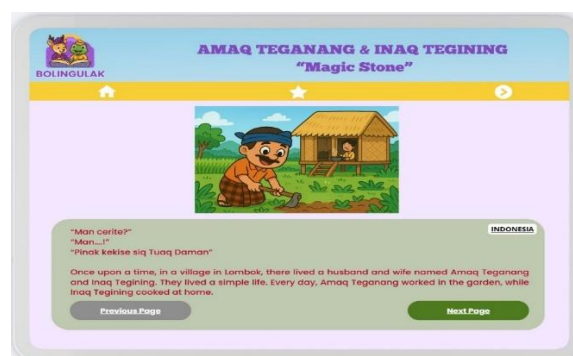 BOLINGULAK
AMAQ TEGANANG & INAQ TEGINING
“Magic Stone”
INDONESIA
“Man cerite?”
“Man....!”
“Pinak kekise siq Tuaq Daman”
Once upon a time, in a village in Lombok, there lived a husband and wife named Amaq Teganang
and Inaq Tegining. They lived a simple life. Every day, Amaq Teganang worked in the garden, while
Inaq Tegining cooked at home.
Previous Page
Next Page